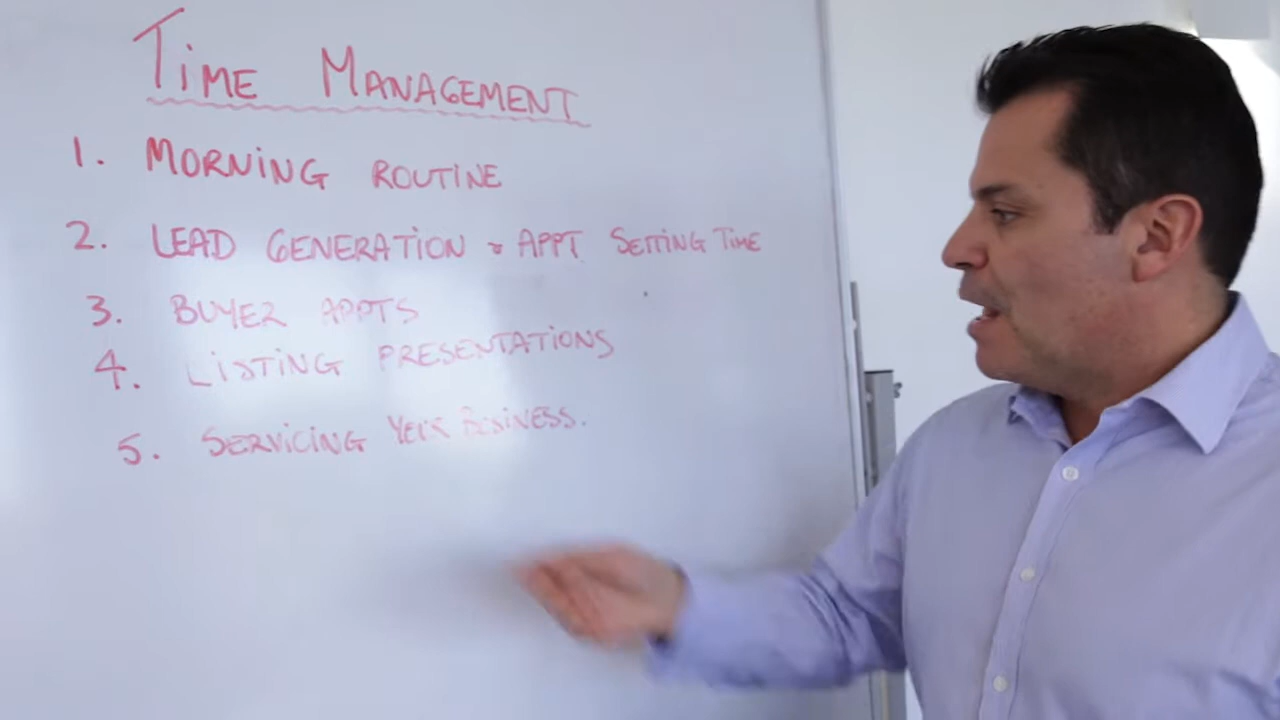 TIME MANAGEMENT
1. MORNING ROUTINE
2. LEAD GENERATION & APPT SETTING TIME
3. BUYER APPTS
4. LISTING PRESENTATIONS
5. SERVICING YOUR BUSINESS.